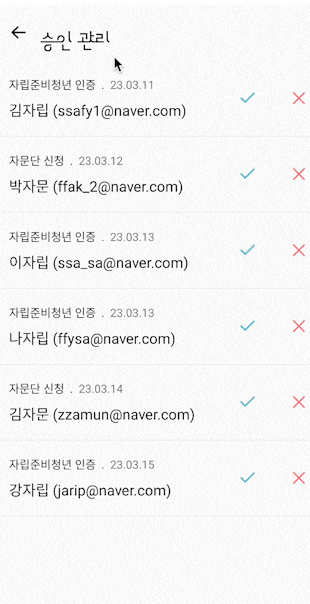 승인 관리
자립준비청년 인증 . 23.03.11
김자립 (ssafy1@naver.com)
자문단 신청 . 23.03.12
박자문 (ffak_2@naver.com)
자립준비청년 인증 . 23.03.13
이자립 (ssa_sa@naver.com)
자립준비청년 인증 . 23.03.13
나자립 (ffysa@naver.com)
자문단 신청 . 23.03.14
김자문 (zzamun@naver.com)
자립준비청년 인증 . 23.03.15
강자립 (jarip@naver.com)